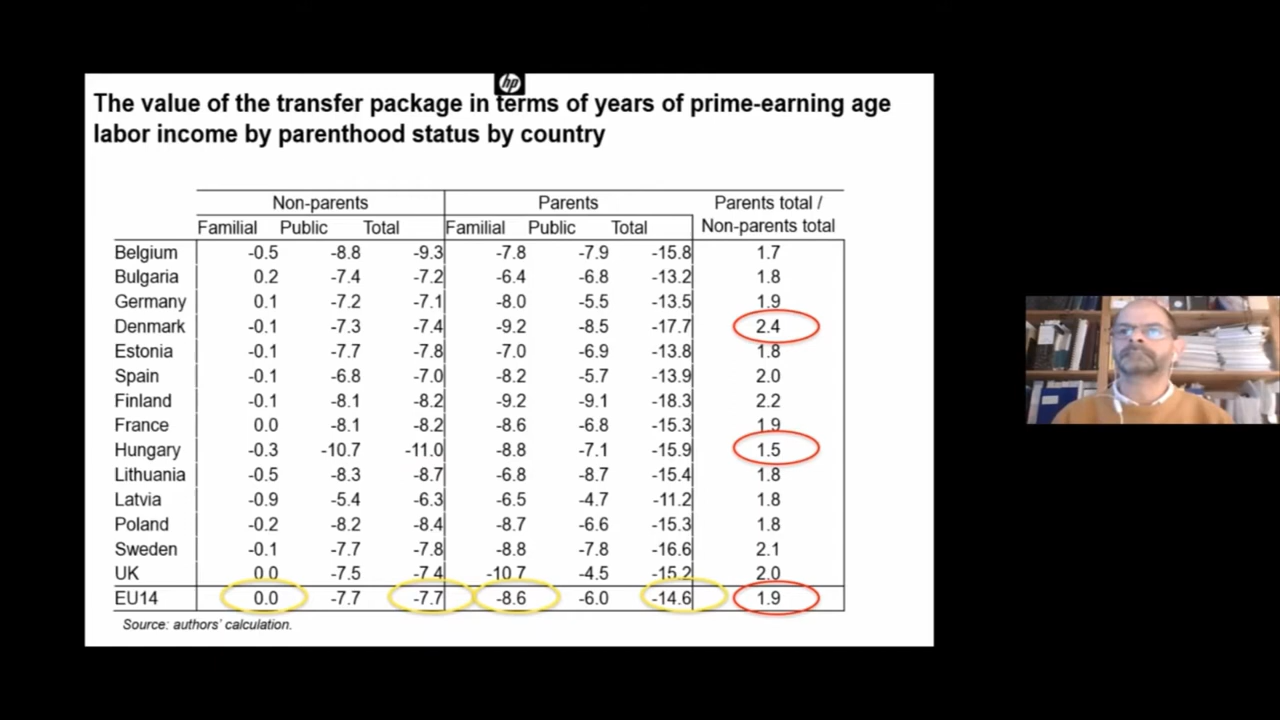 hp
The value of the transfer package in terms of years of prime-earning age
labor income by parenthood status by country
Non-parents Parents Parents total /
Familial Public Total Familial Public Total Non-parents total
Belgium -0.5 -8.8 -9.3 -7.8 -7.9 -15.8 1.7
Bulgaria 0.2 -7.4 -7.2 -6.4 -6.8 -13.2 1.8
Germany 0.1 -7.2 -7.1 -8.0 -5.5 -13.5 1.9
Denmark -0.1 -7.3 -7.4 -9.2 -8.5 -17.7 2.4
Estonia -0.1 -7.7 -7.8 -7.0 -6.9 -13.8 1.8
Spain -0.1 -6.8 -7.0 -8.2 -5.7 -13.9 2.0
Finland -0.1 -8.1 -8.2 -9.2 -9.1 -18.3 2.2
France 0.0 -8.1 -8.2 -8.6 -6.8 -15.3 1.9
Hungary -0.3 -10.7 -11.0 -8.8 -7.1 -15.9 1.5
Lithuania -0.5 -8.3 -8.7 -6.8 -8.7 -15.4 1.8
Latvia -0.9 -5.4 -6.3 -6.5 -4.7 -11.2 1.8
Poland -0.2 -8.2 -8.4 -8.7 -6.6 -15.3 1.8
Sweden -0.1 -7.7 -7.8 -8.8 -7.8 -16.6 2.1
UK 0.0 -7.5 -7.4 -10.7 -4.5 -15.2 2.0
EU14 0.0 -7.7 -7.7 -8.6 -6.0 -14.6 1.9
Source: authors' calculation.